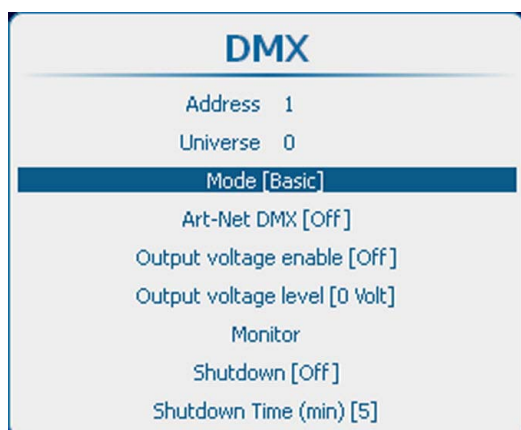 DMX
Address 1
Universe 0
Mode [Basic]
Art-Net DMX [Off]
Output voltage enable [Off]
Output voltage level [0 Volt]
Monitor
Shutdown [Off]
Shutdown Time (min) [5]